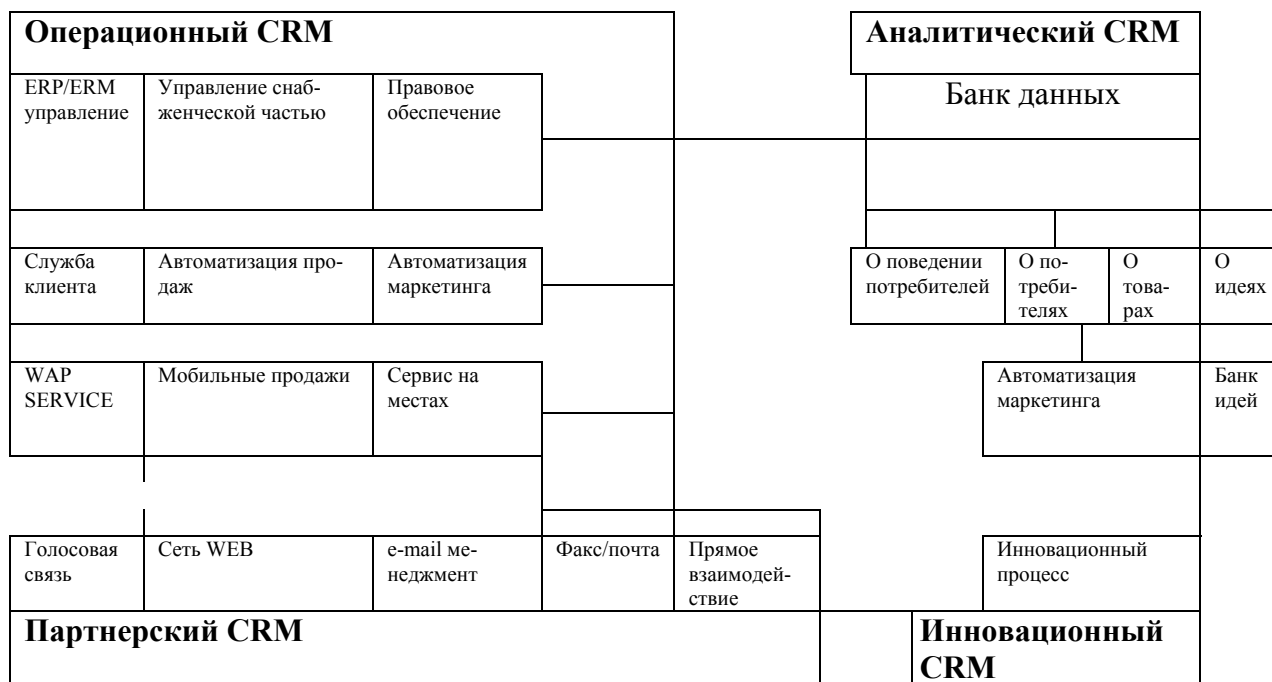 Операционный CRM
Аналитический CRM
ERP/ERM
управление
Управление снаб-
женческой частью
Правовое
обеспечение
Банк данных
Служба
клиента
Автоматизация про-
даж
Автоматизация
маркетинга
О поведении
потребителей
О по-
треби-
телях
О
това-
рах
О
идеях
WAP
SERVICE
Мобильные продажи
Сервис на
местах
Автоматизация
маркетинга
Банк
идей
Голосовая
связь
Сеть WEB
e-mail ме-
неджмент
Факс/почта
Прямое
взаимодей-
ствие
Инновационный
процесс
Партнерский CRM
Инновационный
CRM